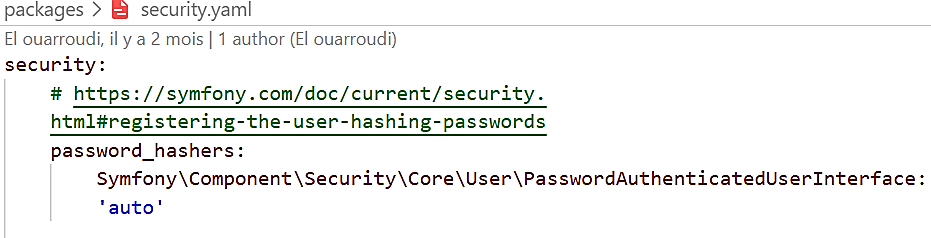 packages > security.yaml
El ouarroudi, il y a 2 mois | 1 author (El ouarroudi)
security:
# https://symfony.com/doc/current/security.
html#registering-the-user-hashing-passwords
password_hashers:
Symfony\Component\Security\Core\User\PasswordAuthenticatedUserInterface:
'auto'